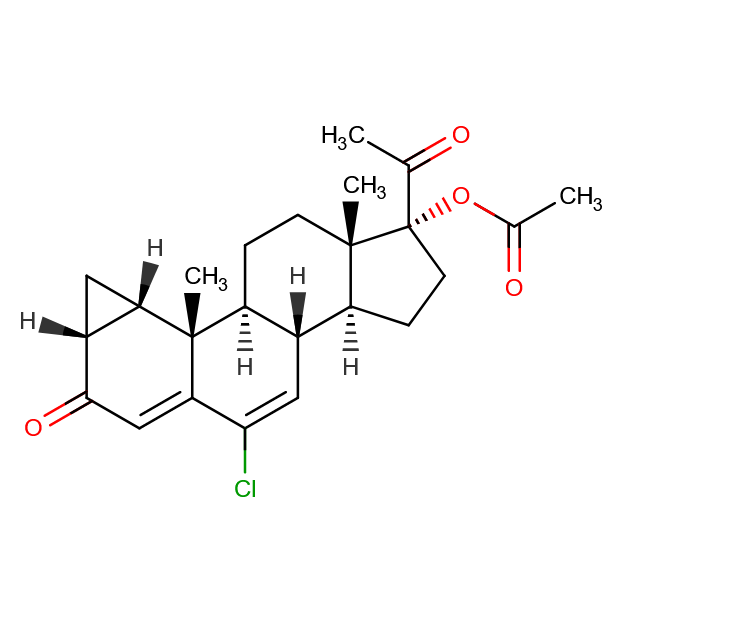 H3C O
CH3 O CH3
H CH3 H O
H
H H
O
Cl